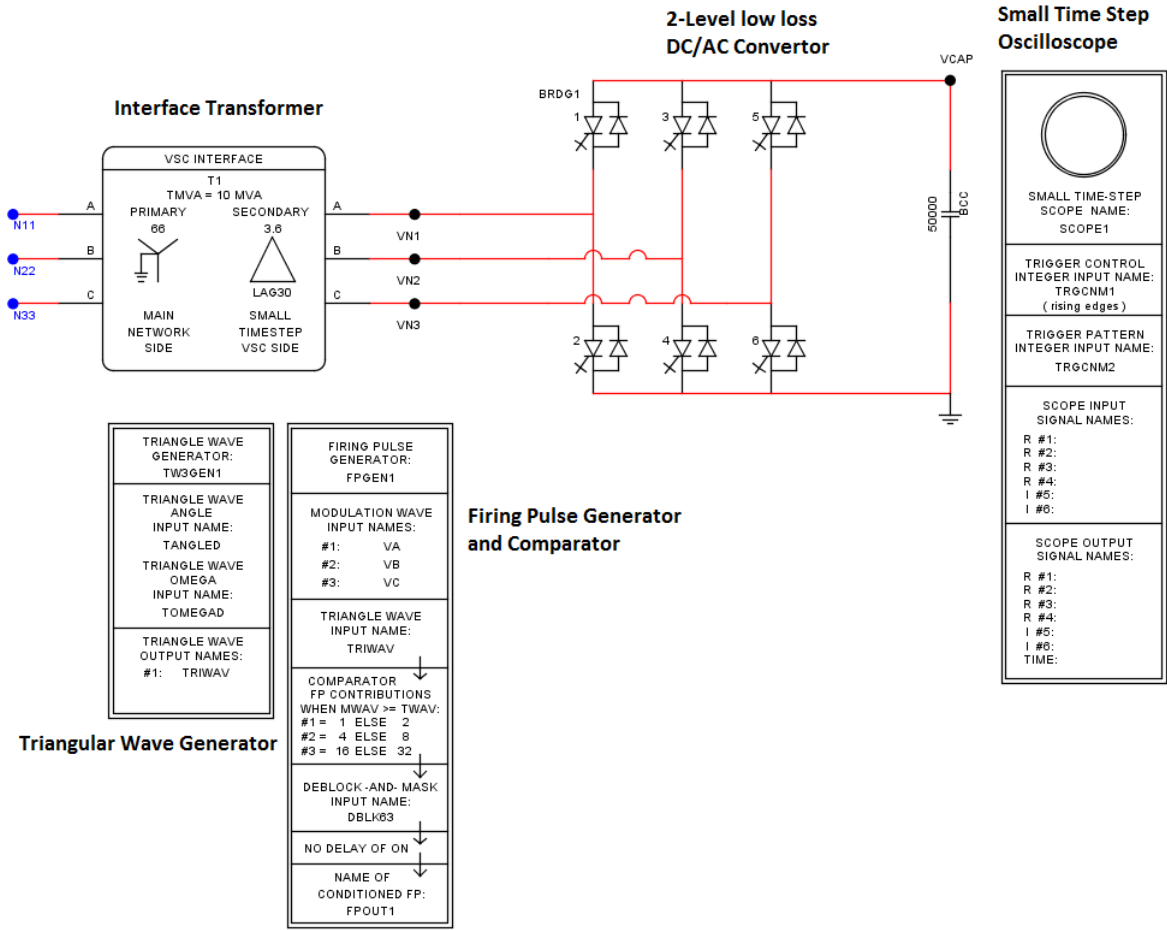 2-Level low loss
DC/AC Convertor
Small Time Step
Oscilloscope
Interface Transformer
VSC INTERFACE
T1
TMVA = 10 MVA
PRIMARY
SECONDARY
66
3.6
LAG30
MAIN
NETWORK
SIDE
SMALL
TIMESTEP
VSC SIDE
A
B
C
A
B
C
N11
N22
N33
VN1
VN2
VN3
BRDG1
1
3
5
2
4
6
VCAP
50000
BCC
SMALL TIME-STEP
SCOPE NAME:
SCOPE1
TRIGGER CONTROL
INTEGER INPUT NAME:
TRGCNM1
( rising edges )
TRIGGER PATTERN
INTEGER INPUT NAME:
TRGCNM2
SCOPE INPUT
SIGNAL NAMES:
R #1:
R #2:
R #3:
R #4:
I #5:
I #6:
SCOPE OUTPUT
SIGNAL NAMES:
R #1:
R #2:
R #3:
R #4:
I #5:
I #6:
TIME:
TRIANGLE WAVE
GENERATOR:
TW3GEN1
TRIANGLE WAVE
ANGLE
INPUT NAME:
TANGLED
TRIANGLE WAVE
OMEGA
INPUT NAME:
TOMEGAD
TRIANGLE WAVE
OUTPUT NAMES:
#1: TRIWAV
Triangular Wave Generator
FIRING PULSE
GENERATOR:
FPGEN1
MODULATION WAVE
INPUT NAMES:
#1: VA
#2: VB
#3: VC
TRIANGLE WAVE
INPUT NAME:
TRIWAV
COMPARATOR
FP CONTRIBUTIONS
WHEN MWAV >= TWAV:
#1 = 1 ELSE 2
#2 = 4 ELSE 8
#3 = 16 ELSE 32
DEBLOCK -AND- MASK
INPUT NAME:
DBLK63
NO DELAY OF ON
NAME OF
CONDITIONED FP:
FPOUT1
Firing Pulse Generator
and Comparator